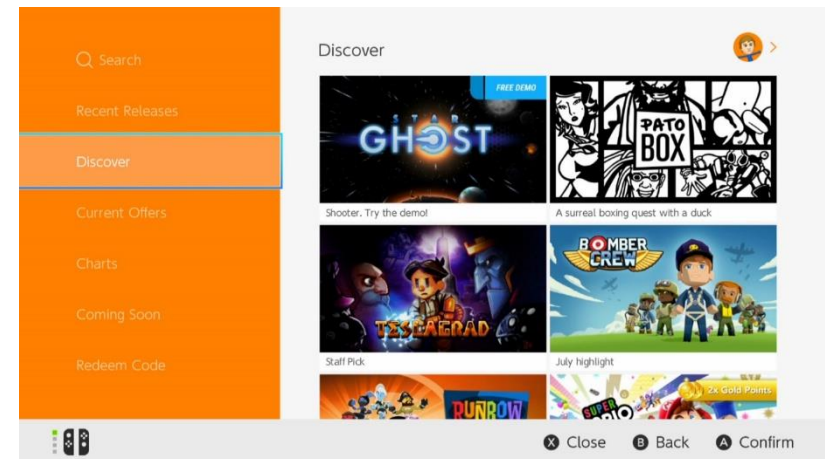 Search
Recent Releases
Discover
Current Offers
Charts
Coming Soon
Redeem Code
Discover
FREE DEMO
STAR
GHOST
Shooter. Try the demo!
PATO
BOX
A surreal boxing quest with a duck
TESLAGRAD
Staff Pick
BOMBER
CREW
July highlight
RUNROW
SUPER
2x Gold Points
X Close
B Back
A Confirm